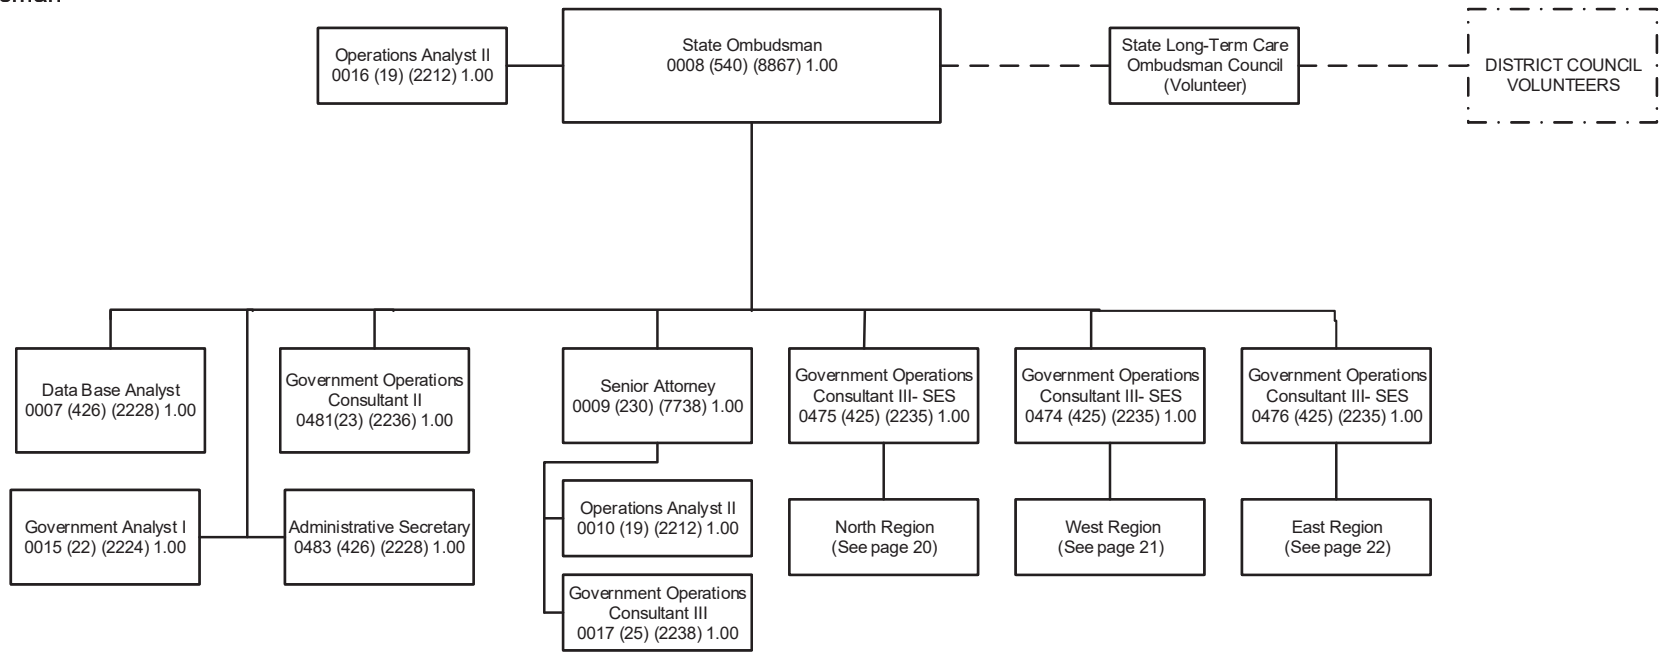 Operations Analyst II
0016 (19) (2212) 1.00
State Ombudsman
0008 (540) (8867) 1.00
State Long-Term Care
Ombudsman Council
(Volunteer)
DISTRICT COUNCIL
VOLUNTEERS
Data Base Analyst
0007 (426) (2228) 1.00
Government Operations
Consultant II
0481(23) (2236) 1.00
Senior Attorney
0009 (230) (7738) 1.00
Government Operations
Consultant III- SES
0475 (425) (2235) 1.00
Government Operations
Consultant III- SES
0474 (425) (2235) 1.00
Government Operations
Consultant III- SES
0476 (425) (2235) 1.00
Government Analyst I
0015 (22) (2224) 1.00
Administrative Secretary
0483 (426) (2228) 1.00
Operations Analyst II
0010 (19) (2212) 1.00
Government Operations
Consultant III
0017 (25) (2238) 1.00
North Region
(See page 20)
West Region
(See page 21)
East Region
(See page 22)